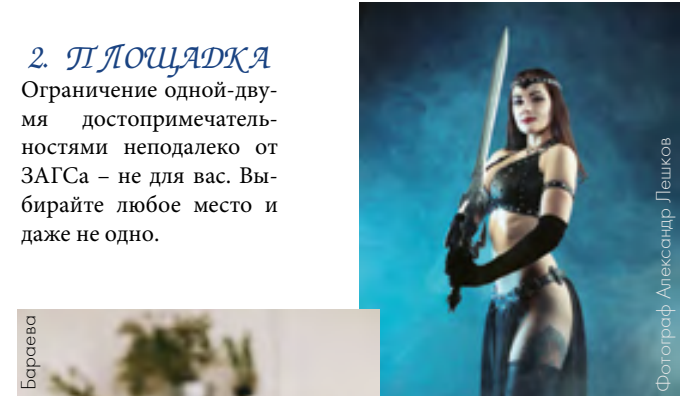 2. ПЛОЩАДКА
Ограничение одной-дву-
мя достопримечатель-
ностями неподалеко от
ЗАГСа – не для вас. Вы-
бирайте любое место и
даже не одно.
Фотограф Александр Лешков
Бараева